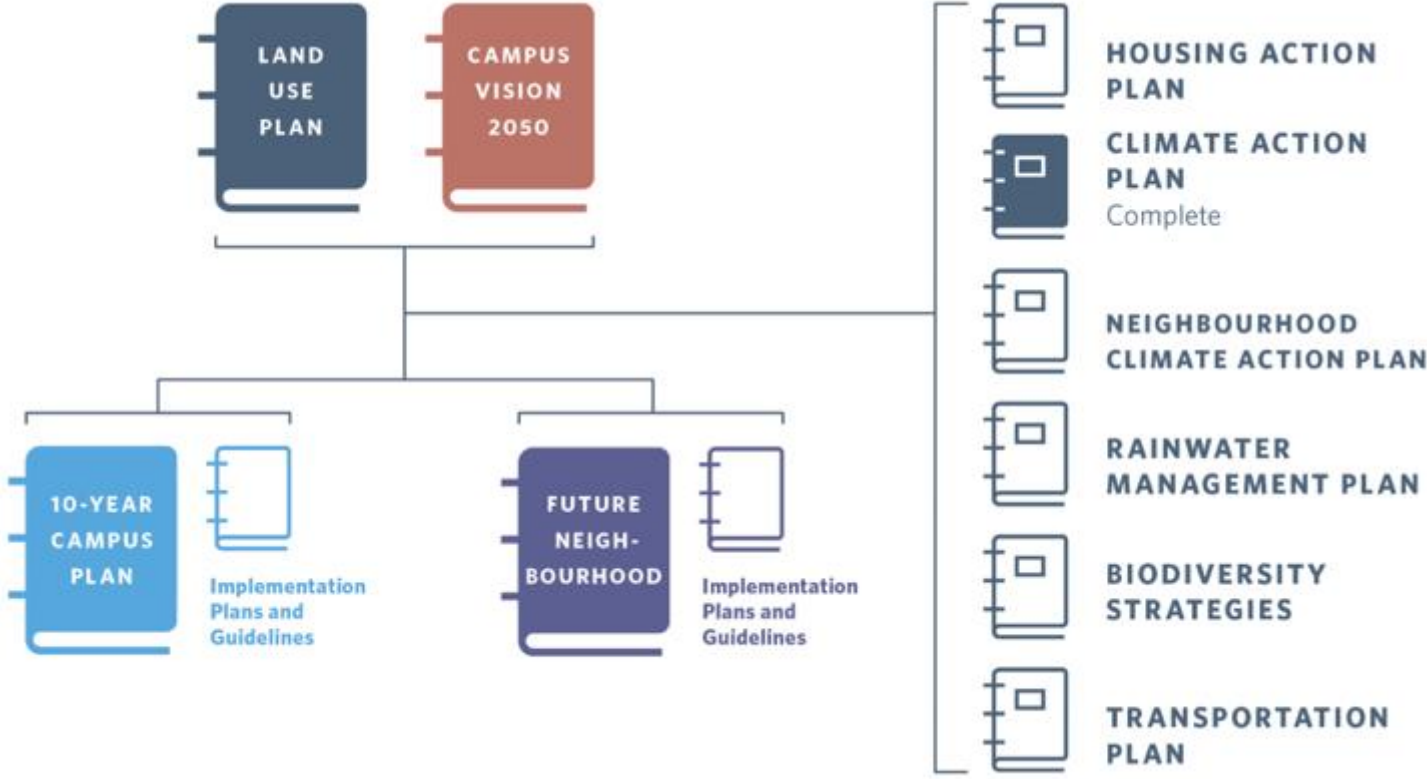 LAND
USE
PLAN
CAMPUS
VISION
2050
10-YEAR
CAMPUS
PLAN
Implementation
Plans and
Guidelines
FUTURE
NEIGH-
BOURHOOD
Implementation
Plans and
Guidelines
HOUSING ACTION
PLAN
CLIMATE ACTION
PLAN
Complete
NEIGHBOURHOOD
CLIMATE ACTION PLAN
RAINWATER
MANAGEMENT PLAN
BIODIVERSITY
STRATEGIES
TRANSPORTATION
PLAN